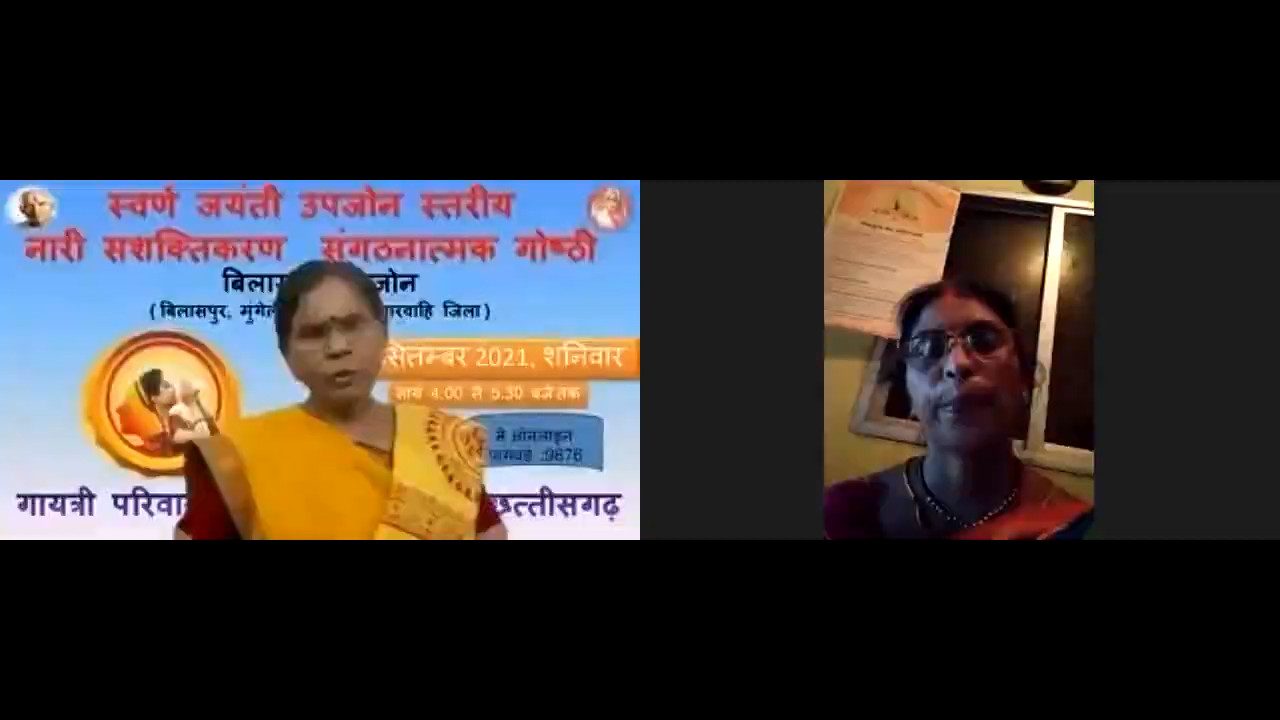 स्वर्ण जयंती उपजोन स्तरीय
नारी सशक्तिकरण संगठनात्मक गोष्ठी
बिलास जोन
( बिलासपुर, मुंगेल रवाहि जिला )
सितम्बर 2021, शनिवार
सायं 4.00 से 5.30 बजे तक
में ऑनलाइन
:9876
गायत्री परिवा छत्तीसगढ़